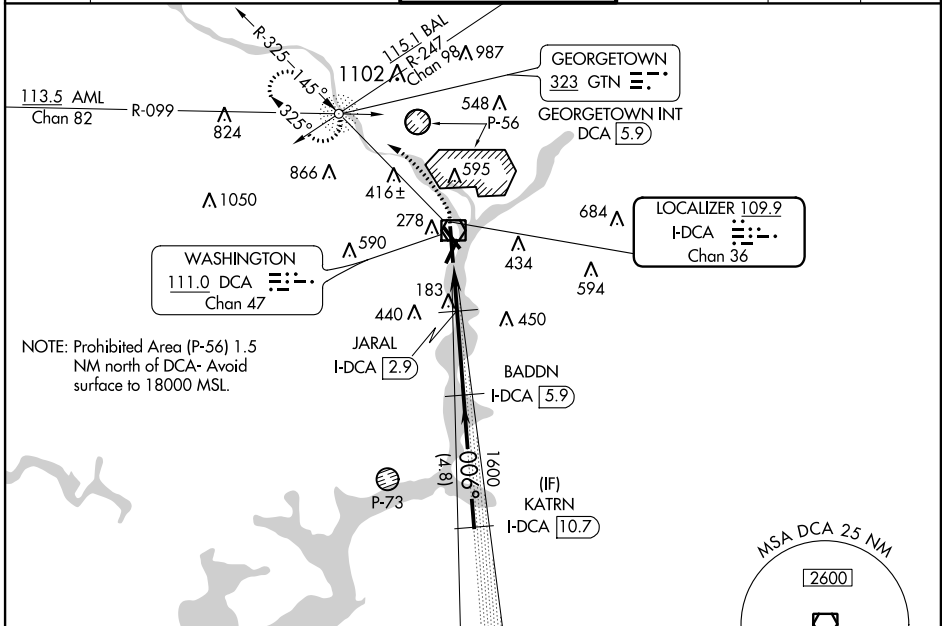 R-325
145°
325°
115.1 BAL
R-247
Chan 98
987
1102
GEORGETOWN
323 GTN
113.5 AML
Chan 82
R-099
824
548
P-56
GEORGETOWN INT
DCA 5.9
866
416±
595
1050
278
684
LOCALIZER 109.9
I-DCA
Chan 36
590
434
WASHINGTON
111.0 DCA
Chan 47
594
183
440
450
NOTE: Prohibited Area (P-56) 1.5
NM north of DCA- Avoid
surface to 18000 MSL.
JARAL
I-DCA 2.9
BADDN
I-DCA 5.9
006°
1600
(4.8)
P-73
(IF)
KATRN
I-DCA 10.7
MSA DCA 25 NM
2600